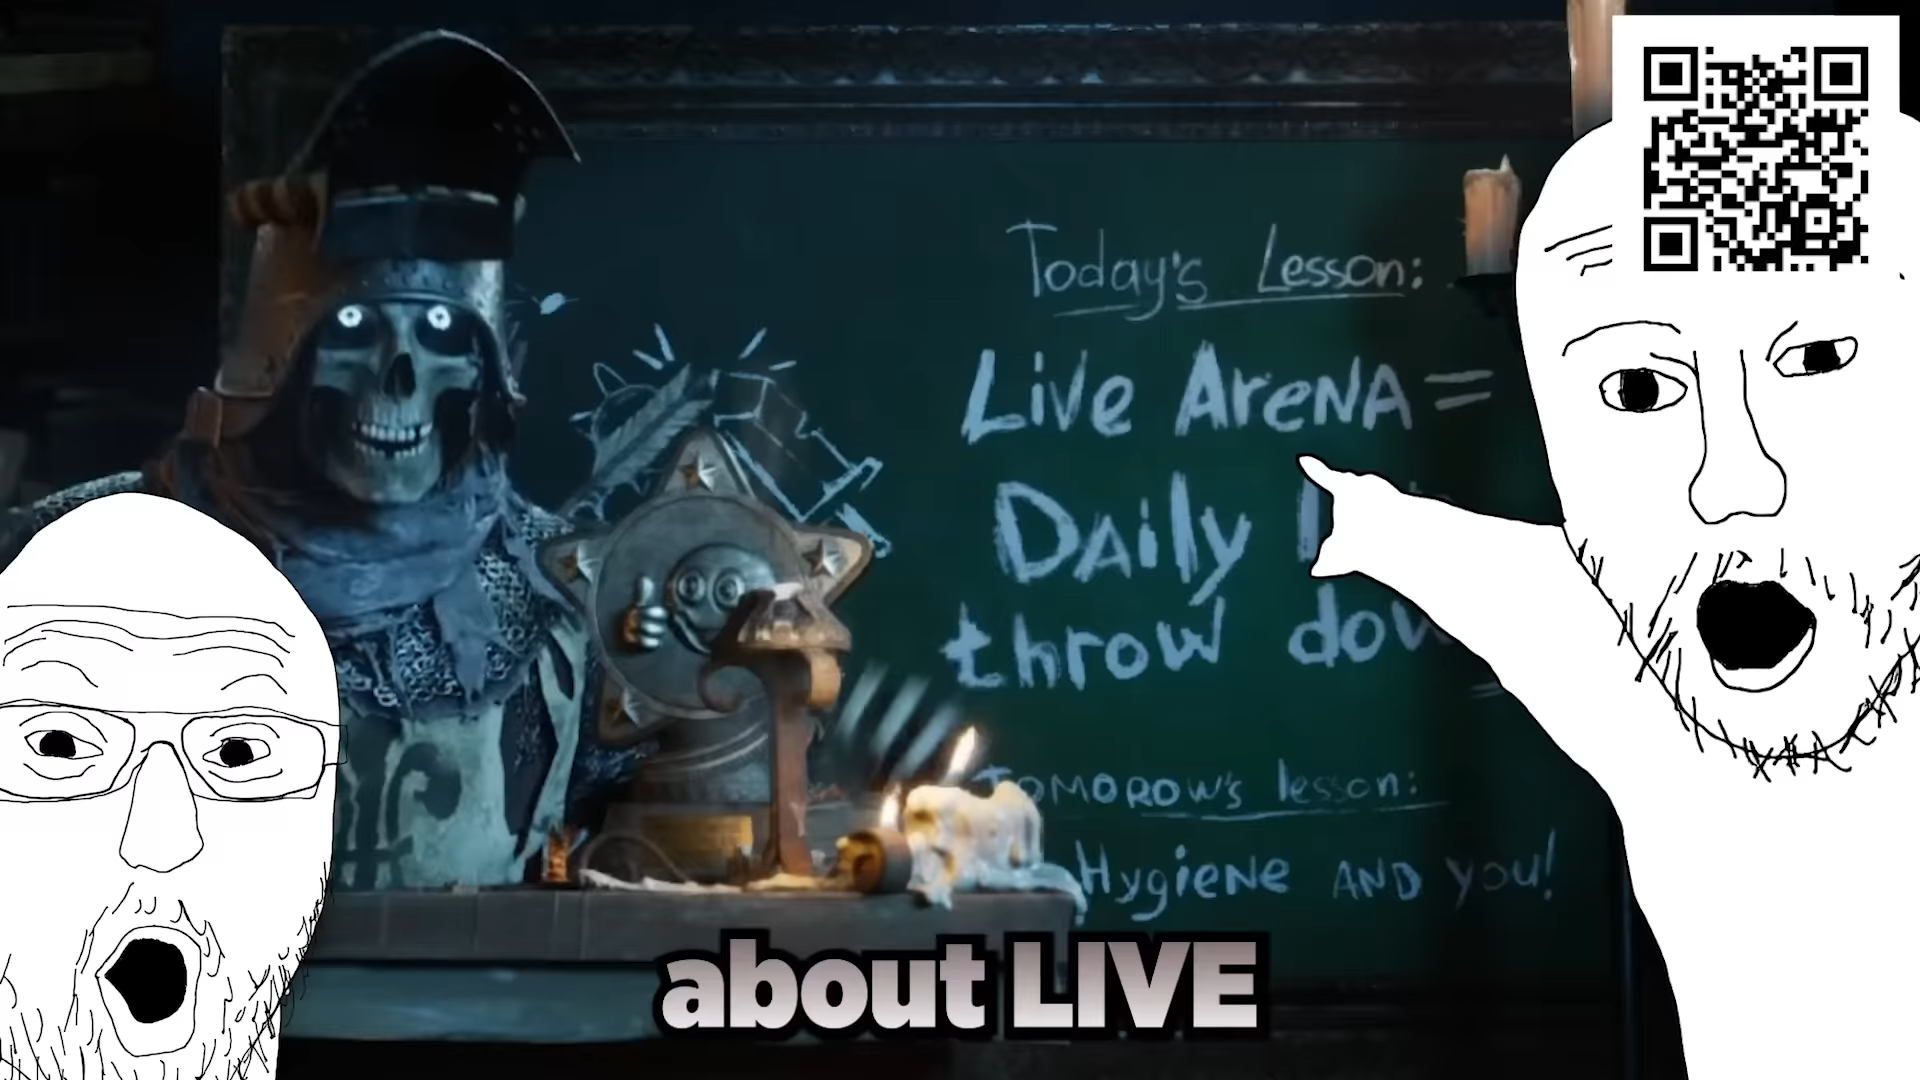 Today's Lesson:
Live Arena =
Daily
throw
Tomorow's lesson:
Hygiene and you!
about LIVE